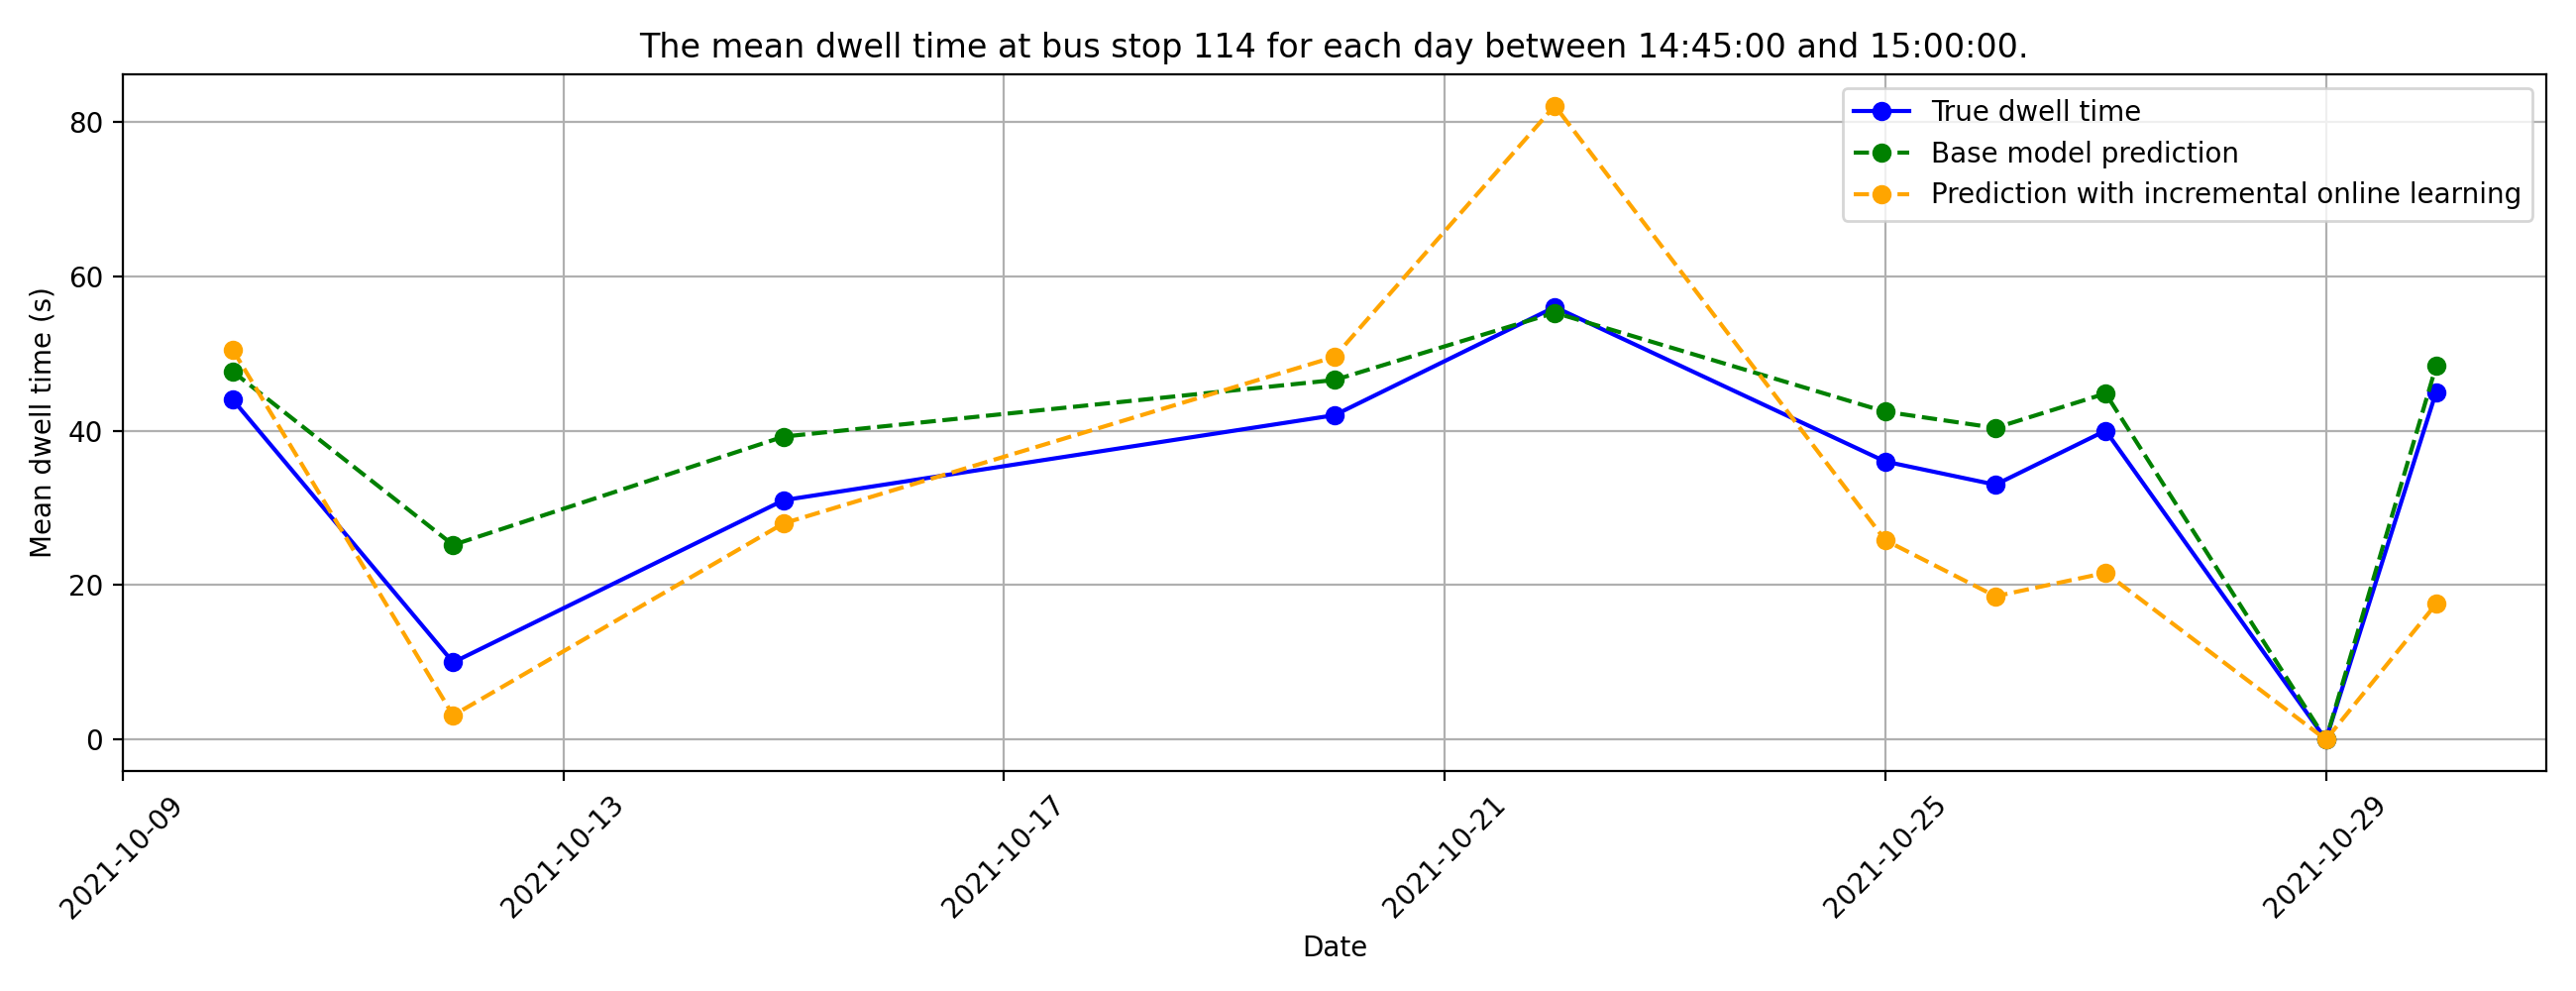 The mean dwell time at bus stop 114 for each day between 14:45:00 and 15:00:00.
True dwell time
Base model prediction
Prediction with incremental online learning
Mean dwell time (s)
80
60
40
20
0
2021-10-09
2021-10-13
2021-10-17
2021-10-21
2021-10-25
2021-10-29
Date